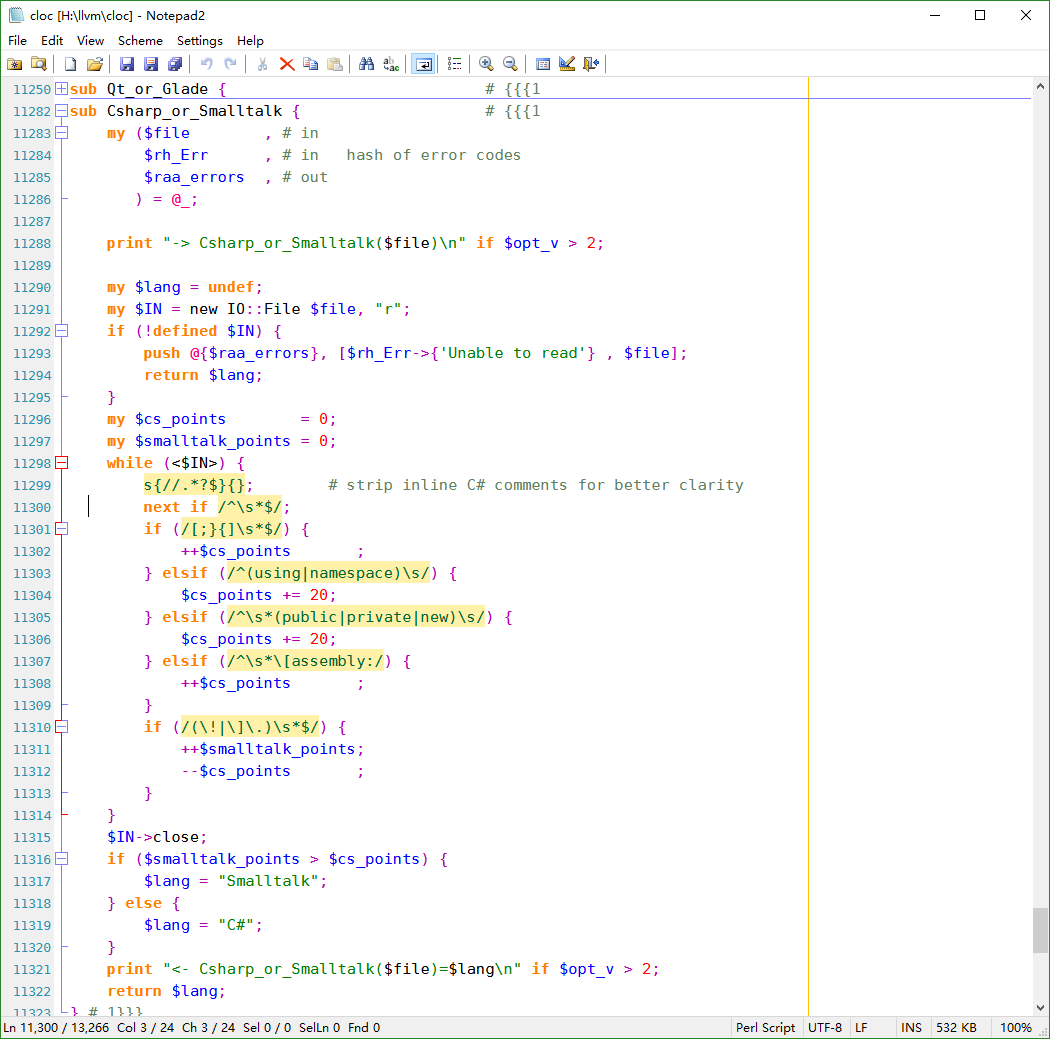 cloc [H:\llvm\cloc] - Notepad2
File Edit View Scheme Settings Help
11250 sub Qt_or_Glade {                            # {{{1
11282 sub Csharp_or_Smalltalk {                    # {{{1
11283     my ($file        , # in
11284         $rh_Err      , # in   hash of error codes
11285         $raa_errors  , # out
11286        ) = @_;
11287
11288     print "-> Csharp_or_Smalltalk($file)\n" if $opt_v > 2;
11289
11290     my $lang = undef;
11291     my $IN = new IO::File $file, "r";
11292     if (!defined $IN) {
11293         push @{$raa_errors}, [$rh_Err->{'Unable to read'} , $file];
11294         return $lang;
11295     }
11296     my $cs_points        = 0;
11297     my $smalltalk_points = 0;
11298     while (<$IN>) {
11299         s{//.*?$}{};        # strip inline C# comments for better clarity
11300         next if /^\s*$/;
11301         if (/[;}{]\s*$/) {
11302             ++$cs_points       ;
11303         } elsif (/^(using|namespace)\s/) {
11304             $cs_points += 20;
11305         } elsif (/^\s*(public|private|new)\s/) {
11306             $cs_points += 20;
11307         } elsif (/^\s*\[assembly:/) {
11308             ++$cs_points       ;
11309         }
11310         if (/(\!|\]\.)\s*$/) {
11311             ++$smalltalk_points;
11312             --$cs_points       ;
11313         }
11314     }
11315     $IN->close;
11316     if ($smalltalk_points > $cs_points) {
11317         $lang = "Smalltalk";
11318     } else {
11319         $lang = "C#";
11320     }
11321     print "<- Csharp_or_Smalltalk($file)=$lang\n" if $opt_v > 2;
11322     return $lang;
11323 } # 1}}}
Ln 11,300 / 13,266 Col 3 / 24 Ch 3 / 24 Sel 0 / 0 SelLn 0 Fnd 0 Perl Script UTF-8 LF INS 532 KB 100%